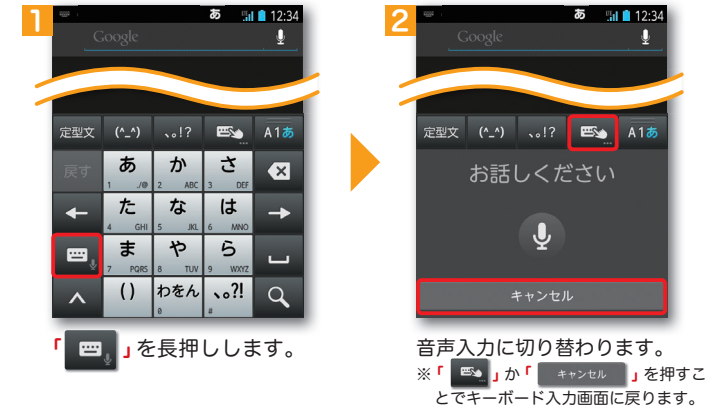 1
あ 12:34
Google
定型文 (^_^) 、。!? A1あ
戻す
あ
1 ./@
か
2 ABC
さ
3 DEF
た
4 GHI
な
5 JKL
は
6 MNO
ま
7 PQRS
や
8 TUV
ら
9 WXYZ
()
わをん
0
、。?!
#
「 」を長押しします。
2
あ 12:34
Google
定型文 (^_^) 、。!? A1あ
お話しください
キャンセル
音声入力に切り替わります。
※「 」か「 キャンセル 」を押すこ
とでキーボード入力画面に戻ります。